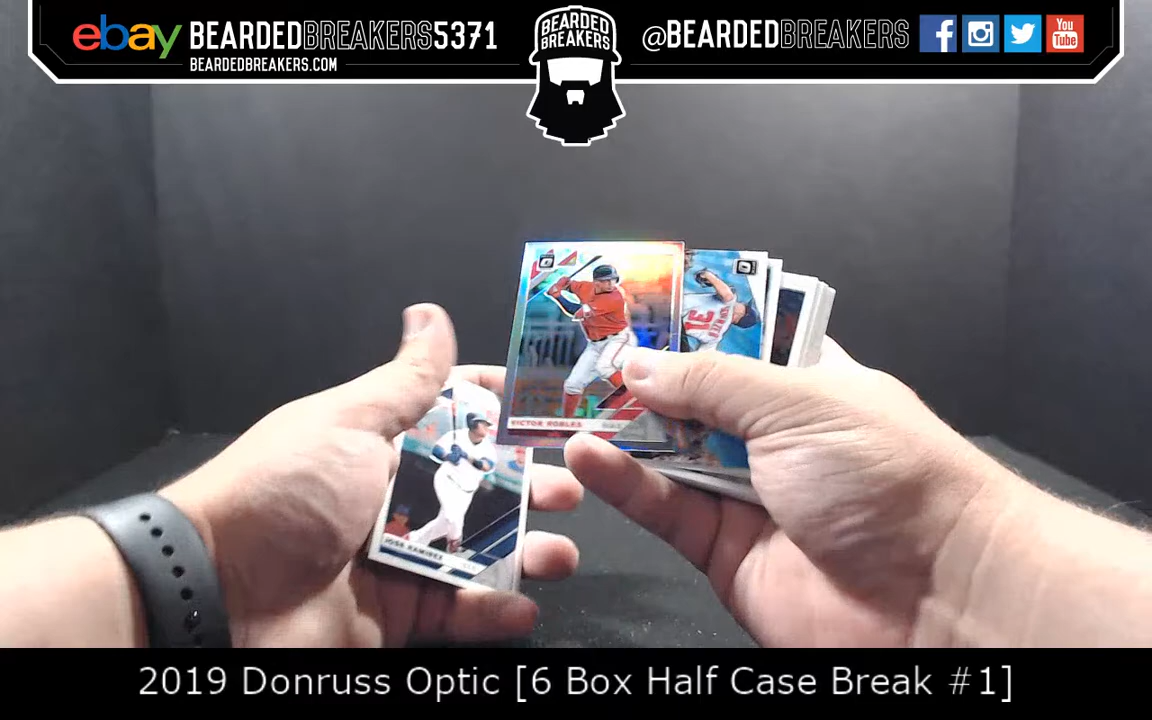 ebay BEARDEDBREAKERS5371
BEARDEDBREAKERS.COM
BEARDED
BREAKERS
@BEARDEDBREAKERS
You
Tube
VICTOR ROBLES
31
JOSE RAMIREZ
2019 Donruss Optic [6 Box Half Case Break #1]